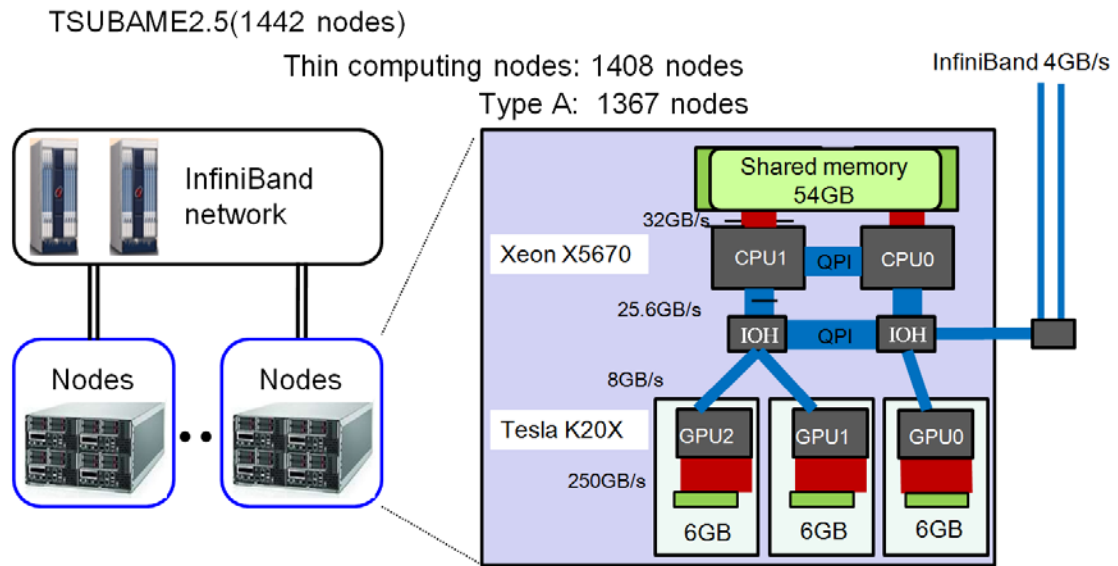 TSUBAME2.5(1442 nodes)
Thin computing nodes: 1408 nodes
Type A:  1367 nodes
InfiniBand 4GB/s
InfiniBand
network
Shared memory
54GB
32GB/s
Xeon X5670
CPU1
QPI
CPU0
25.6GB/s
IOH
QPI
IOH
Nodes
Nodes
8GB/s
Tesla K20X
GPU2
GPU1
GPU0
250GB/s
6GB
6GB
6GB